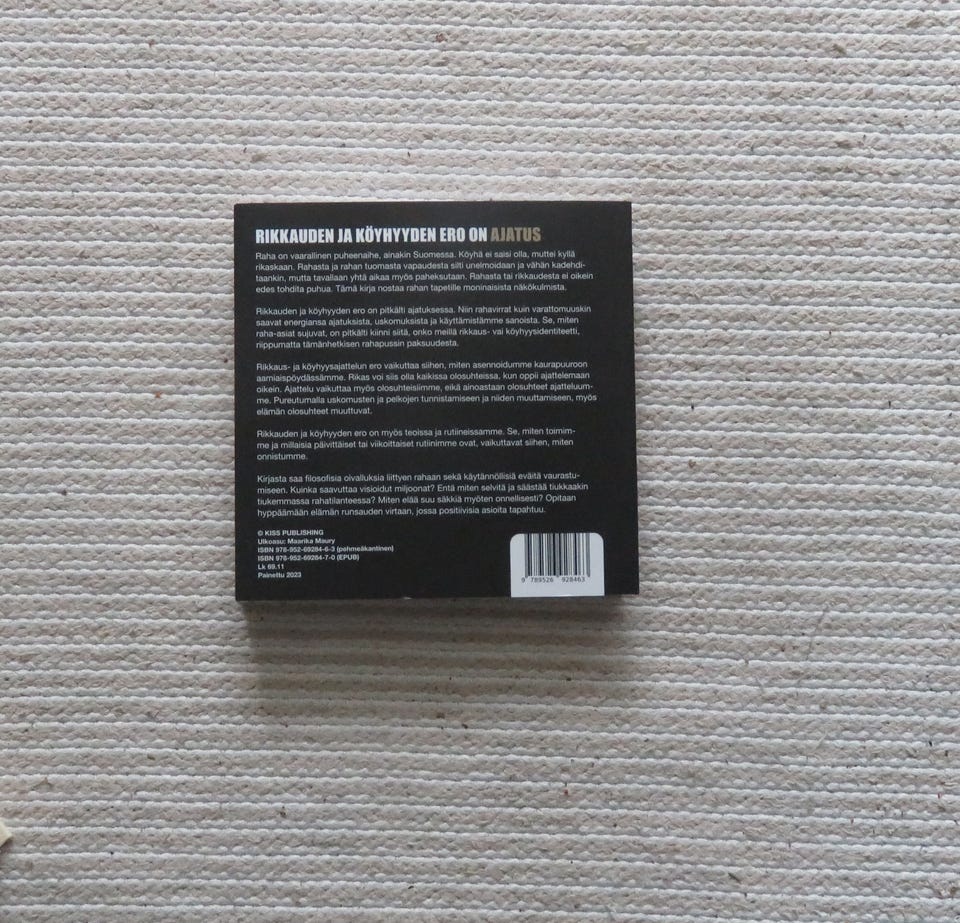 RIKKAUDEN JA KÖYHYYDEN ERO ON AJATUS
Raha on vaarallinen puheenaihe, ainakin Suomessa. Köyhä ei saisi olla, muttei kyllä
rikaskaan. Rahasta ja rahan tuomasta vapaudesta silti unelmoidaan ja vähän kadehdi-
taankin, mutta tavallaan yhtä aikaa myös paheksutaan. Rahasta tai rikkaudesta ei oikein
edes tohdita puhua. Tämä kirja nostaa rahan tapetille moninaisista näkökulmista.
Rikkauden ja köyhyyden ero on pitkälti ajatuksessa. Niin rahavirrat kuin varattomuuskin
saavat energiansa ajatuksista, uskomuksista ja käyttämistämme sanoista. Se, miten
raha-asiat sujuvat, on pitkälti kiinni siitä, onko meillä rikkaus- vai köyhyysidentiteetti,
riippumatta tämänhetkisen rahapussin paksuudesta.
Rikkaus- ja köyhyysajattelun ero vaikuttaa siihen, miten asennoidumme kaurapuuroon
aamiaispöydässämme. Rikas voi siis olla kaikissa olosuhteissa, kun oppii ajattelemaan
oikein. Ajattelu vaikuttaa myös olosuhteisiimme, eikä ainoastaan olosuhteet ajatteluum-
me. Pureutumalla uskomusten ja pelkojen tunnistamiseen ja niiden muuttamiseen, myös
elämän olosuhteet muuttuvat.
Rikkauden ja köyhyyden ero on myös teoissa ja rutiineissamme. Se, miten toimim-
me ja millaisia päivittäiset tai viikoittaiset rutiinimme ovat, vaikuttavat siihen, miten
onnistumme.
Kirjasta saa filosofisia oivalluksia liittyen rahaan sekä käytännöllisiä eväitä vaurastu-
miseen. Kuinka saavuttaa visioidut miljoonat? Entä miten selvitä ja säästää tiukkaakin
tiukemmassa rahatilanteessa? Miten elää suu säkkiä myöten onnellisesti? Opitaan
hyppäämään elämän runsauden virtaan, jossa positiivisia asioita tapahtuu.
© KISS PUBLISHING
Ulkoasu: Maarika Maury
ISBN 978-952-69284-6-3 (pehmeäkantinen)
ISBN 978-952-69284-7-0 (EPUB)
Lk 69.11
Painettu 2023
9 789526 928463